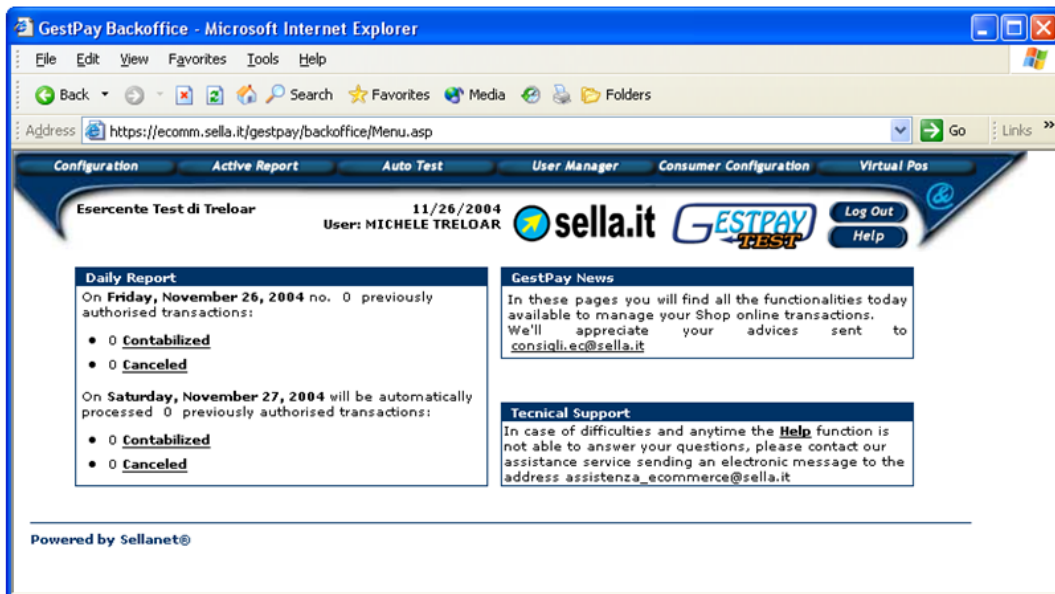 GestPay Backoffice - Microsoft Internet Explorer
File Edit View Favorites Tools Help
Back Search Favorites Media Folders
Address https://ecomm.sella.it/gestpay/backoffice/Menu.asp Go Links »
Configuration Active Report Auto Test User Manager Consumer Configuration Virtual Pos
&
Esercente Test di Treloar
11/26/2004
User: MICHELE TRELOAR
sella.it
GESTPAY
TEST
Log Out
Help
Daily Report
On Friday, November 26, 2004 no. 0 previously
authorised transactions:
• 0 Contabilized
• 0 Canceled
On Saturday, November 27, 2004 will be automatically
processed 0 previously authorised transactions:
• 0 Contabilized
• 0 Canceled
GestPay News
In these pages you will find all the functionalities today
available to manage your Shop online transactions.
We'll appreciate your advices sent to
consigli.ec@sella.it
Tecnical Support
In case of difficulties and anytime the Help function is
not able to answer your questions, please contact our
assistance service sending an electronic message to the
address assistenza_ecommerce@sella.it
Powered by Sellanet®